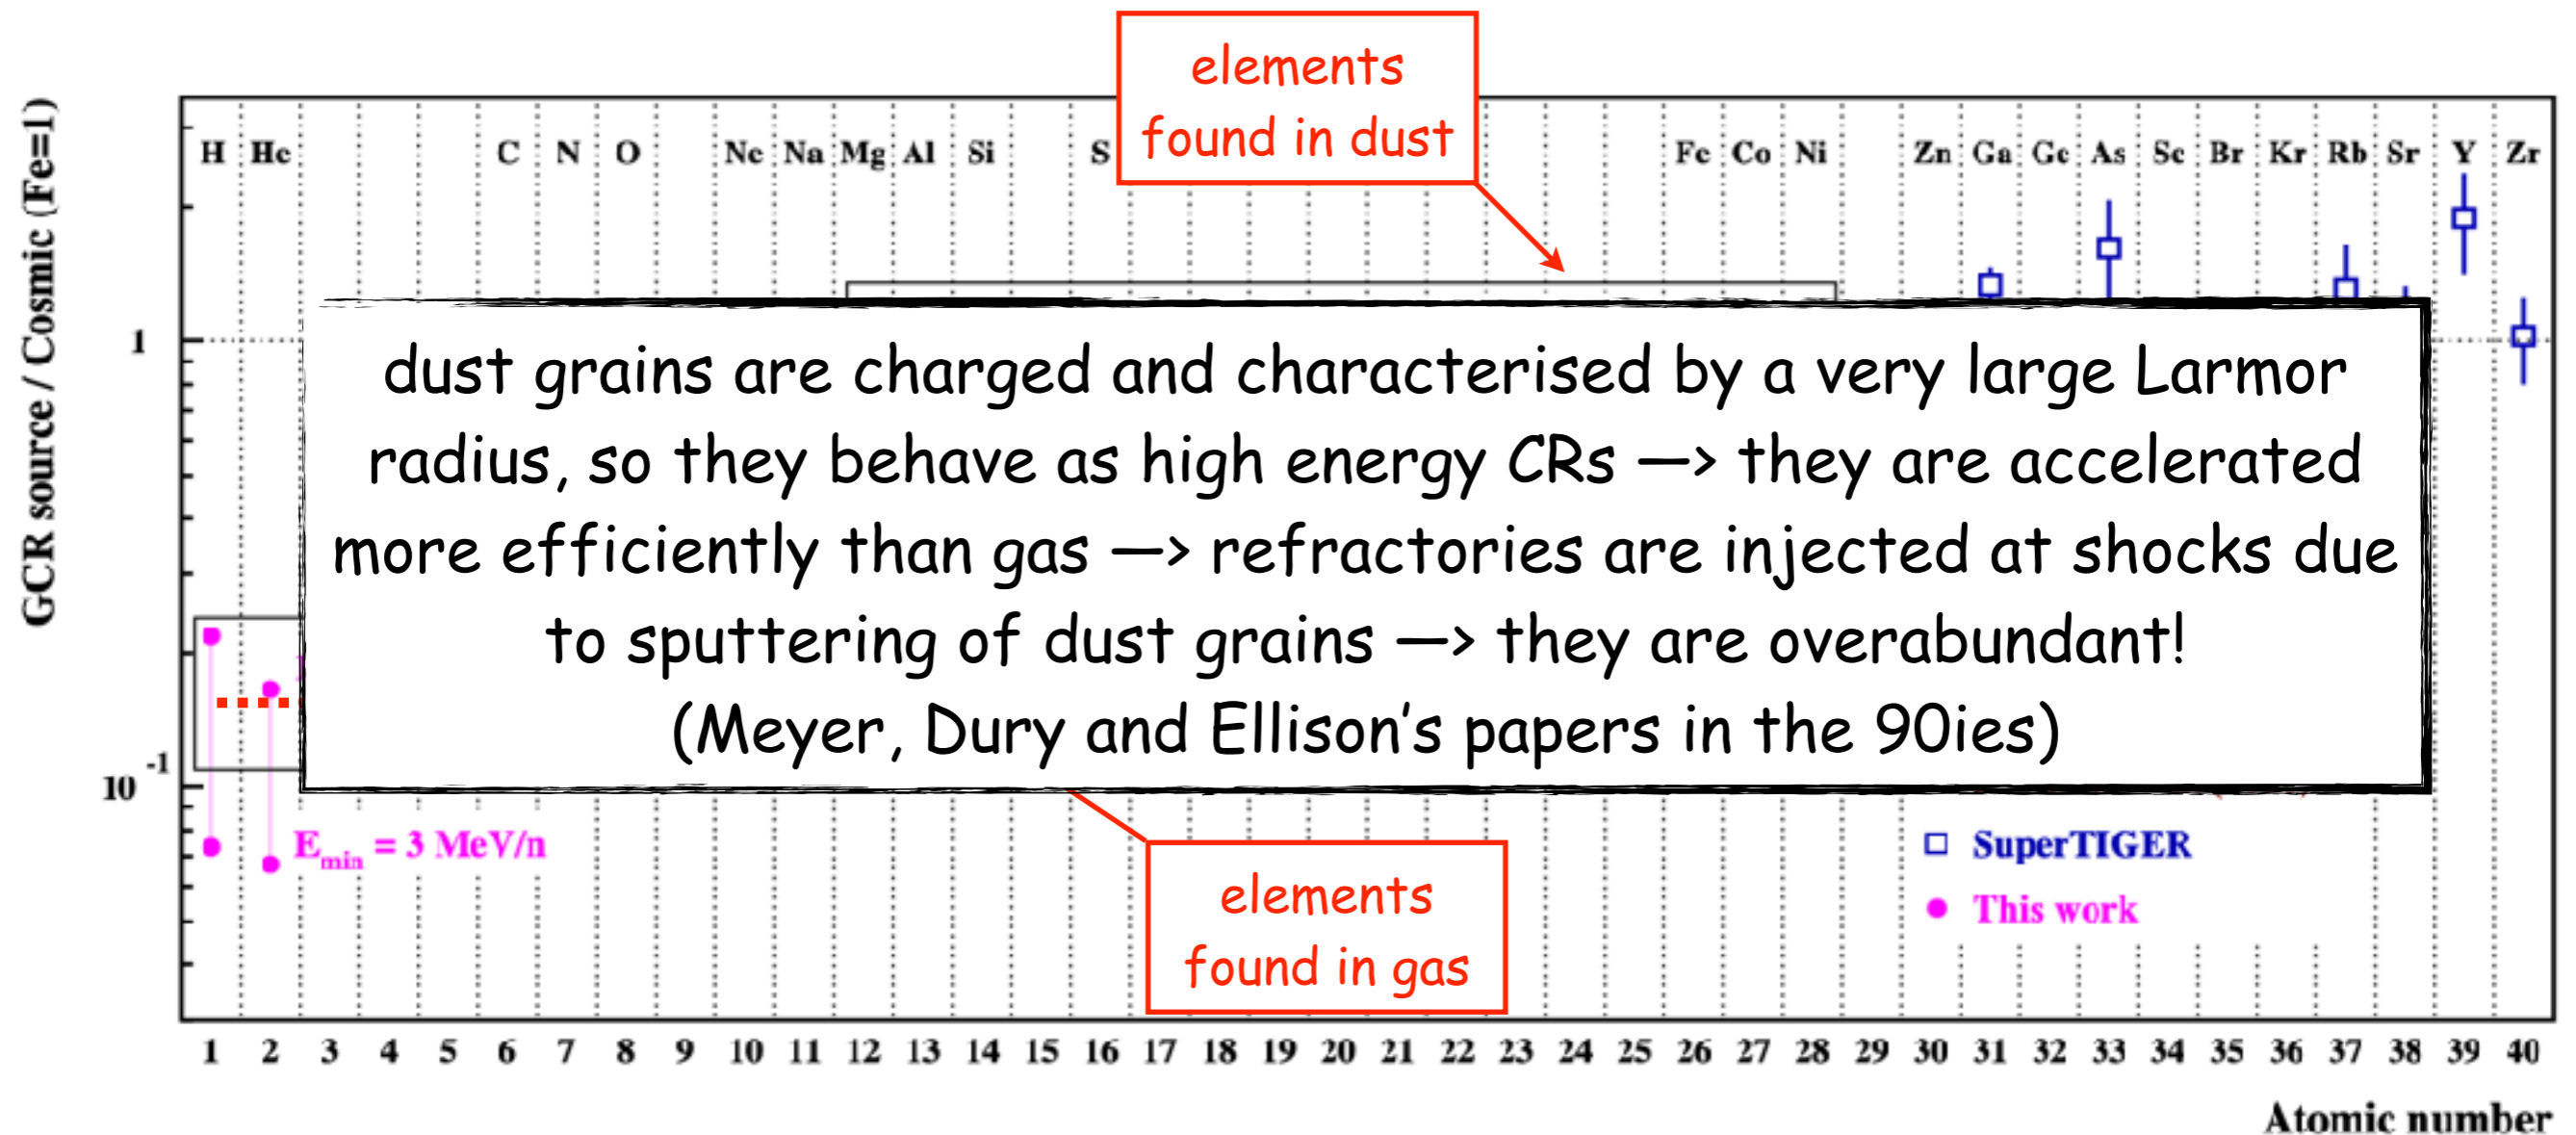 elements
found in dust
GCR source / Cosmic (Fe=1)
H He C N O Ne Na Mg Al Si S Fe Co Ni Zn Ga Ge As Se Br Kr Rb Sr Y Zr
1
10 -1
dust grains are charged and characterised by a very large Larmor
radius, so they behave as high energy CRs —> they are accelerated
more efficiently than gas —> refractories are injected at shocks due
to sputtering of dust grains —> they are overabundant!
(Meyer, Dury and Ellison's papers in the 90ies)
E min = 3 MeV/n
SuperTIGER
This work
elements
found in gas
1 2 3 4 5 6 7 8 9 10 11 12 13 14 15 16 17 18 19 20 21 22 23 24 25 26 27 28 29 30 31 32 33 34 35 36 37 38 39 40
Atomic number